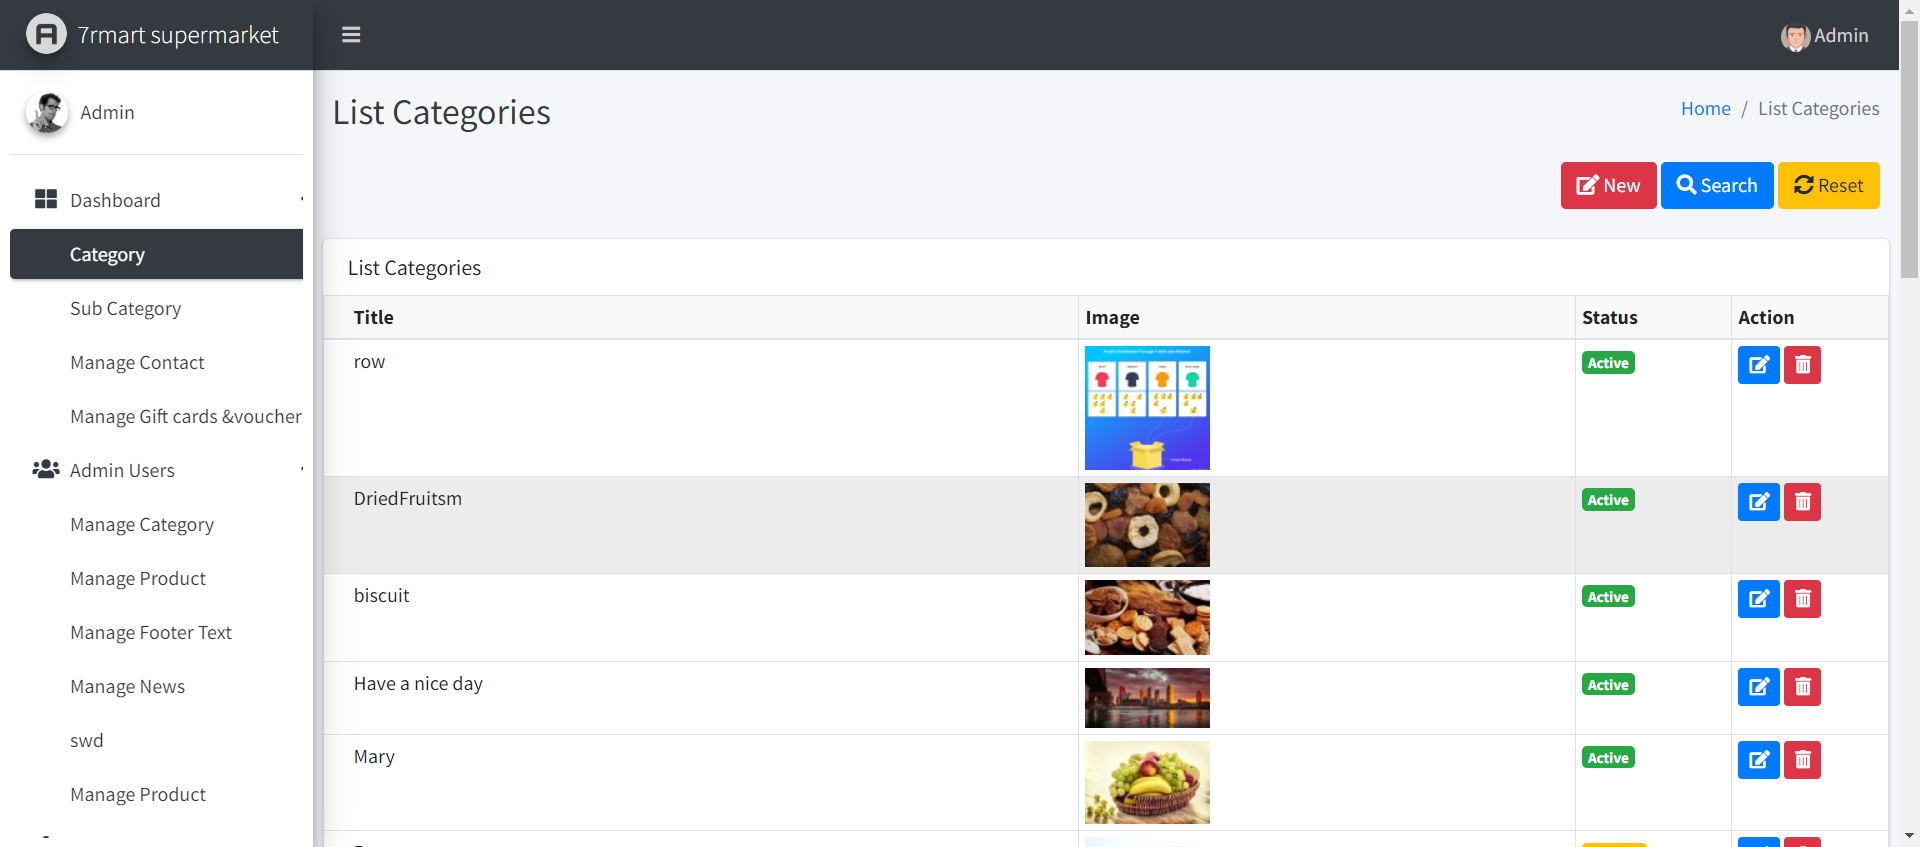 7rmart supermarket
Admin
Admin
List Categories
Home / List Categories
New
Search
Reset
Dashboard
Category
Sub Category
Manage Contact
Manage Gift cards &voucher
Admin Users
Manage Category
Manage Product
Manage Footer Text
Manage News
swd
Manage Product
List Categories
Title Image Status Action
row Active
DriedFruitsm Active
biscuit Active
Have a nice day Active
Mary Active